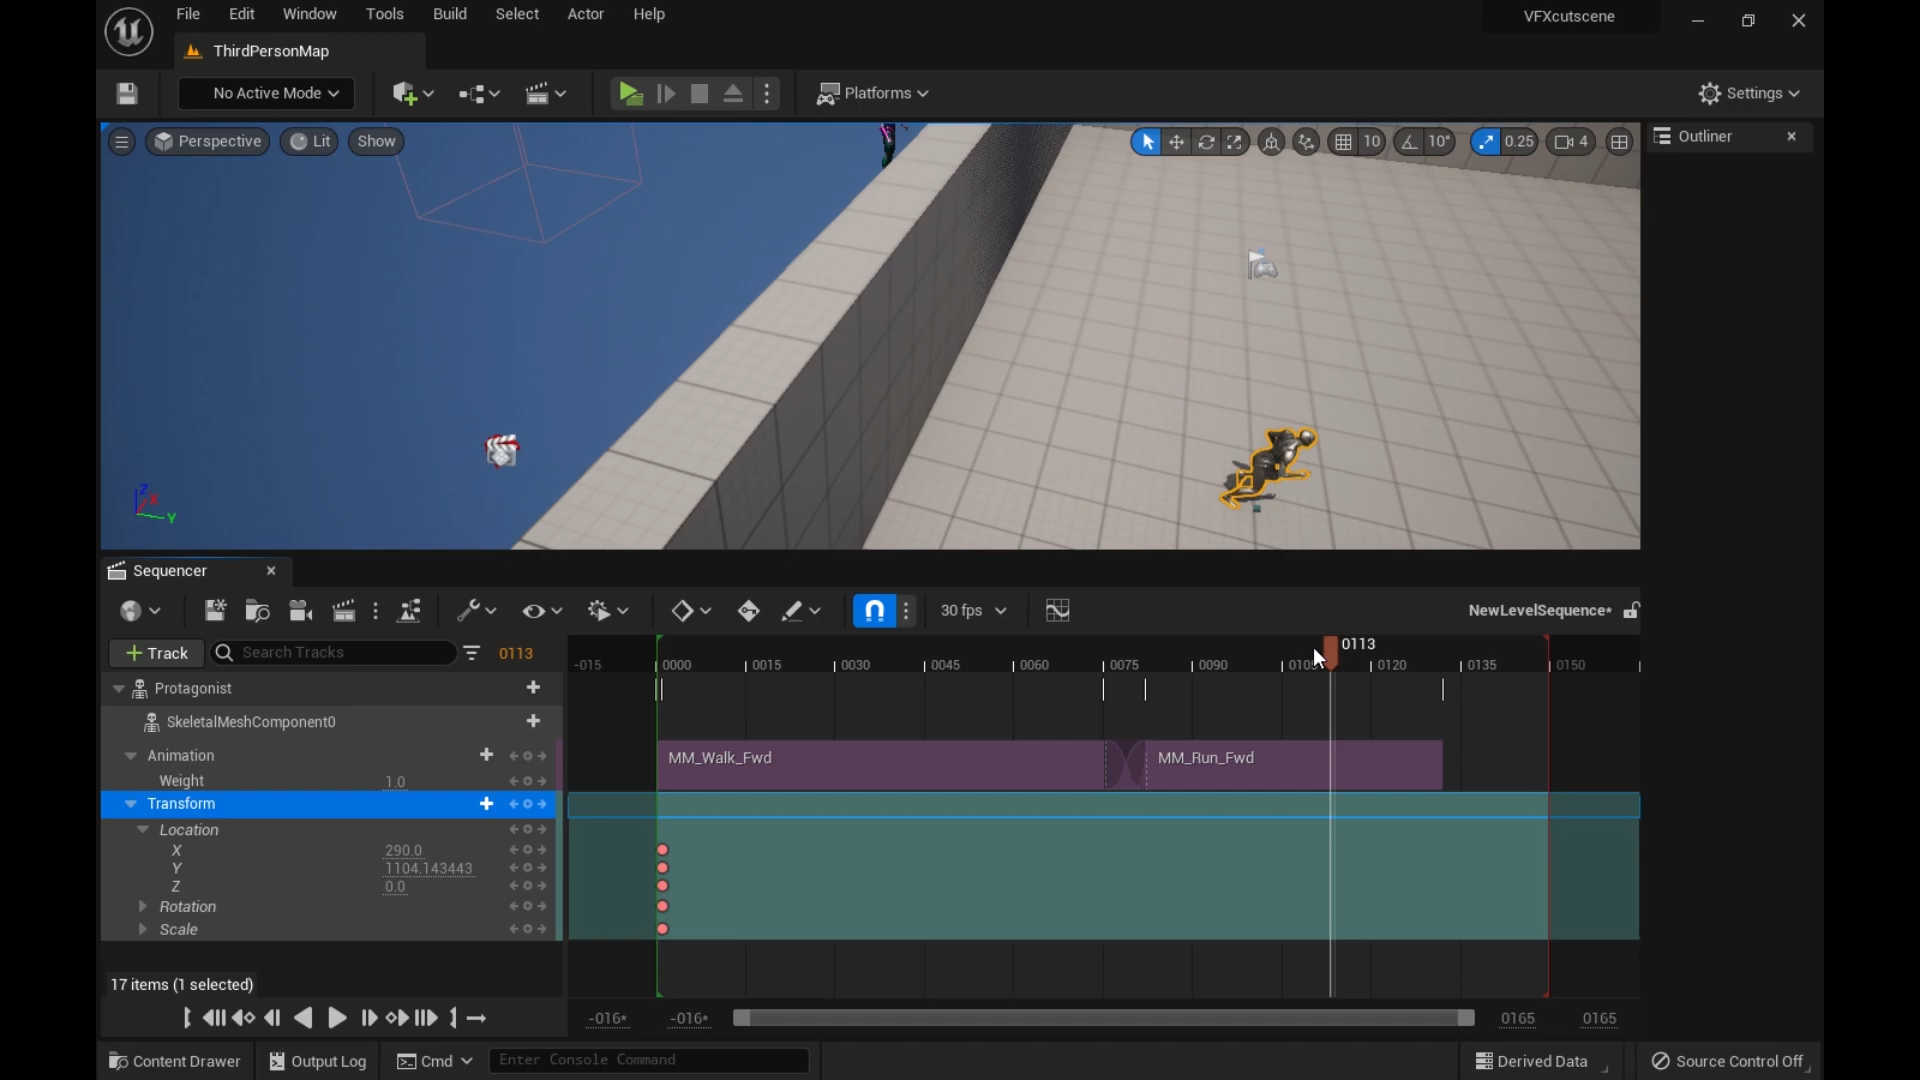 File Edit Window Tools Build Select Actor Help
VFXcutscene
ThirdPersonMap
No Active Mode
Platforms
Settings
Perspective
Lit
Show
10
10°
0.25
4
Outliner
Z
X
Y
Sequencer
30 fps
NewLevelSequence*
+ Track
Search Tracks
0113
0113
-015 0000 0015 0030 0045 0060 0075 0090 0105 0120 0135 0150
Protagonist
SkeletalMeshComponent0
Animation
MM_Walk_Fwd
MM_Run_Fwd
Weight 1.0
Transform
Location
X 290.0
Y 1104.143443
Z 0.0
Rotation
Scale
17 items (1 selected)
-016* -016* 0165 0165
Content Drawer
Output Log
Cmd
Enter Console Command
Derived Data
Source Control Off